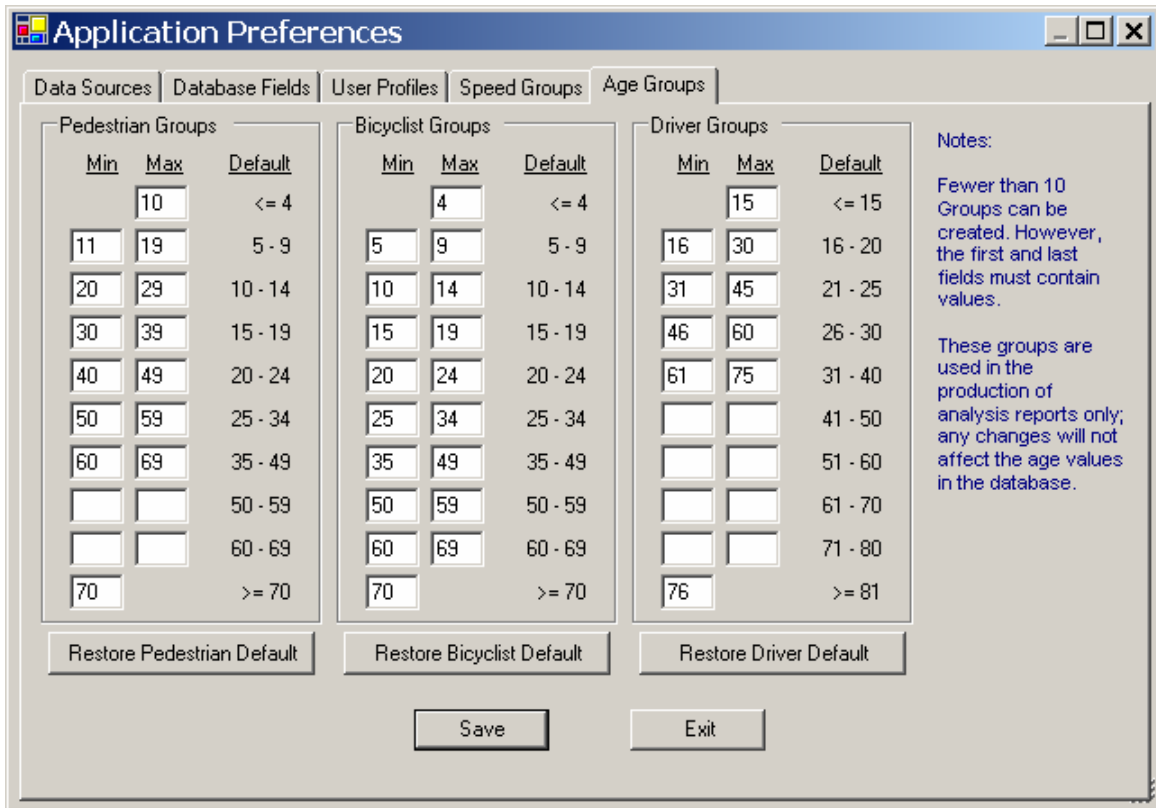 Application Preferences
Data Sources Database Fields User Profiles Speed Groups Age Groups
Pedestrian Groups
Min Max Default
10 <= 4
11 19 5 - 9
20 29 10 - 14
30 39 15 - 19
40 49 20 - 24
50 59 25 - 34
60 69 35 - 49
50 - 59
60 - 69
70 >= 70
Restore Pedestrian Default
Bicyclist Groups
Min Max Default
4 <= 4
5 9 5 - 9
10 14 10 - 14
15 19 15 - 19
20 24 20 - 24
25 34 25 - 34
35 49 35 - 49
50 59 50 - 59
60 69 60 - 69
70 >= 70
Restore Bicyclist Default
Driver Groups
Min Max Default
15 <= 15
16 30 16 - 20
31 45 21 - 25
46 60 26 - 30
61 75 31 - 40
41 - 50
51 - 60
61 - 70
71 - 80
76 >= 81
Restore Driver Default
Notes:
Fewer than 10
Groups can be
created. However,
the first and last
fields must contain
values.
These groups are
used in the
production of
analysis reports only;
any changes will not
affect the age values
in the database.
Save Exit